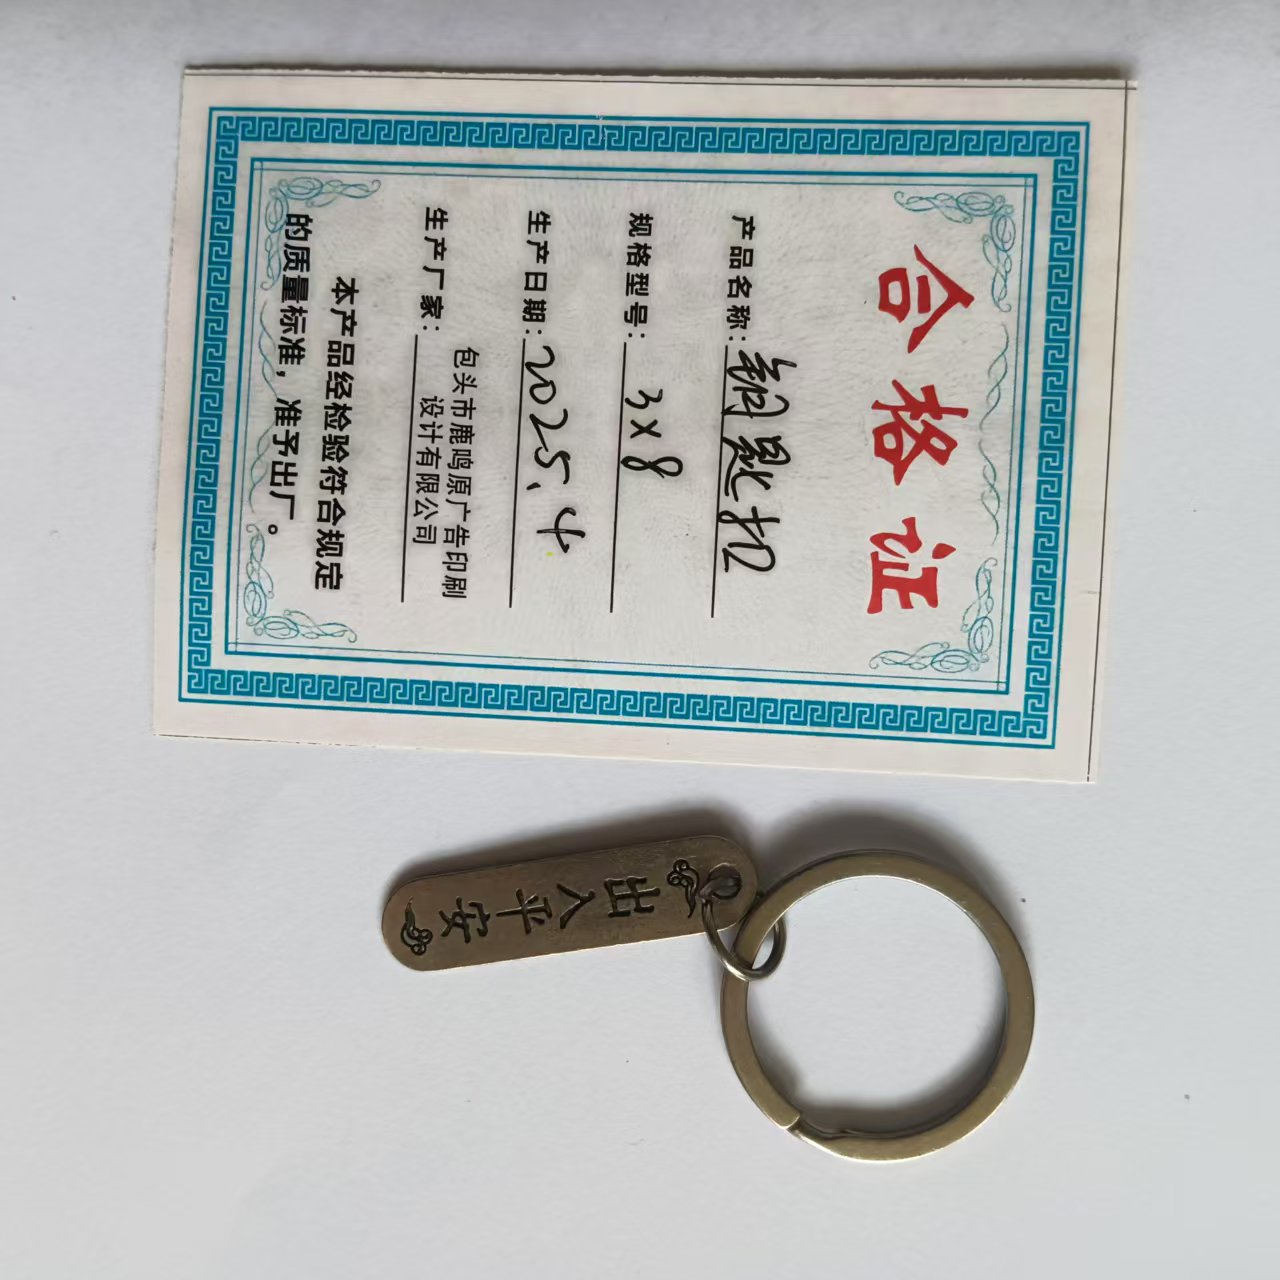 合格证
产品名称：钥匙扣
规格型号：3×8
生产日期：2025.4
生产厂家：包头市鹿鸣原广告印刷
设计有限公司
本产品经检验符合规定
的质量标准，准予出厂。
出入平安